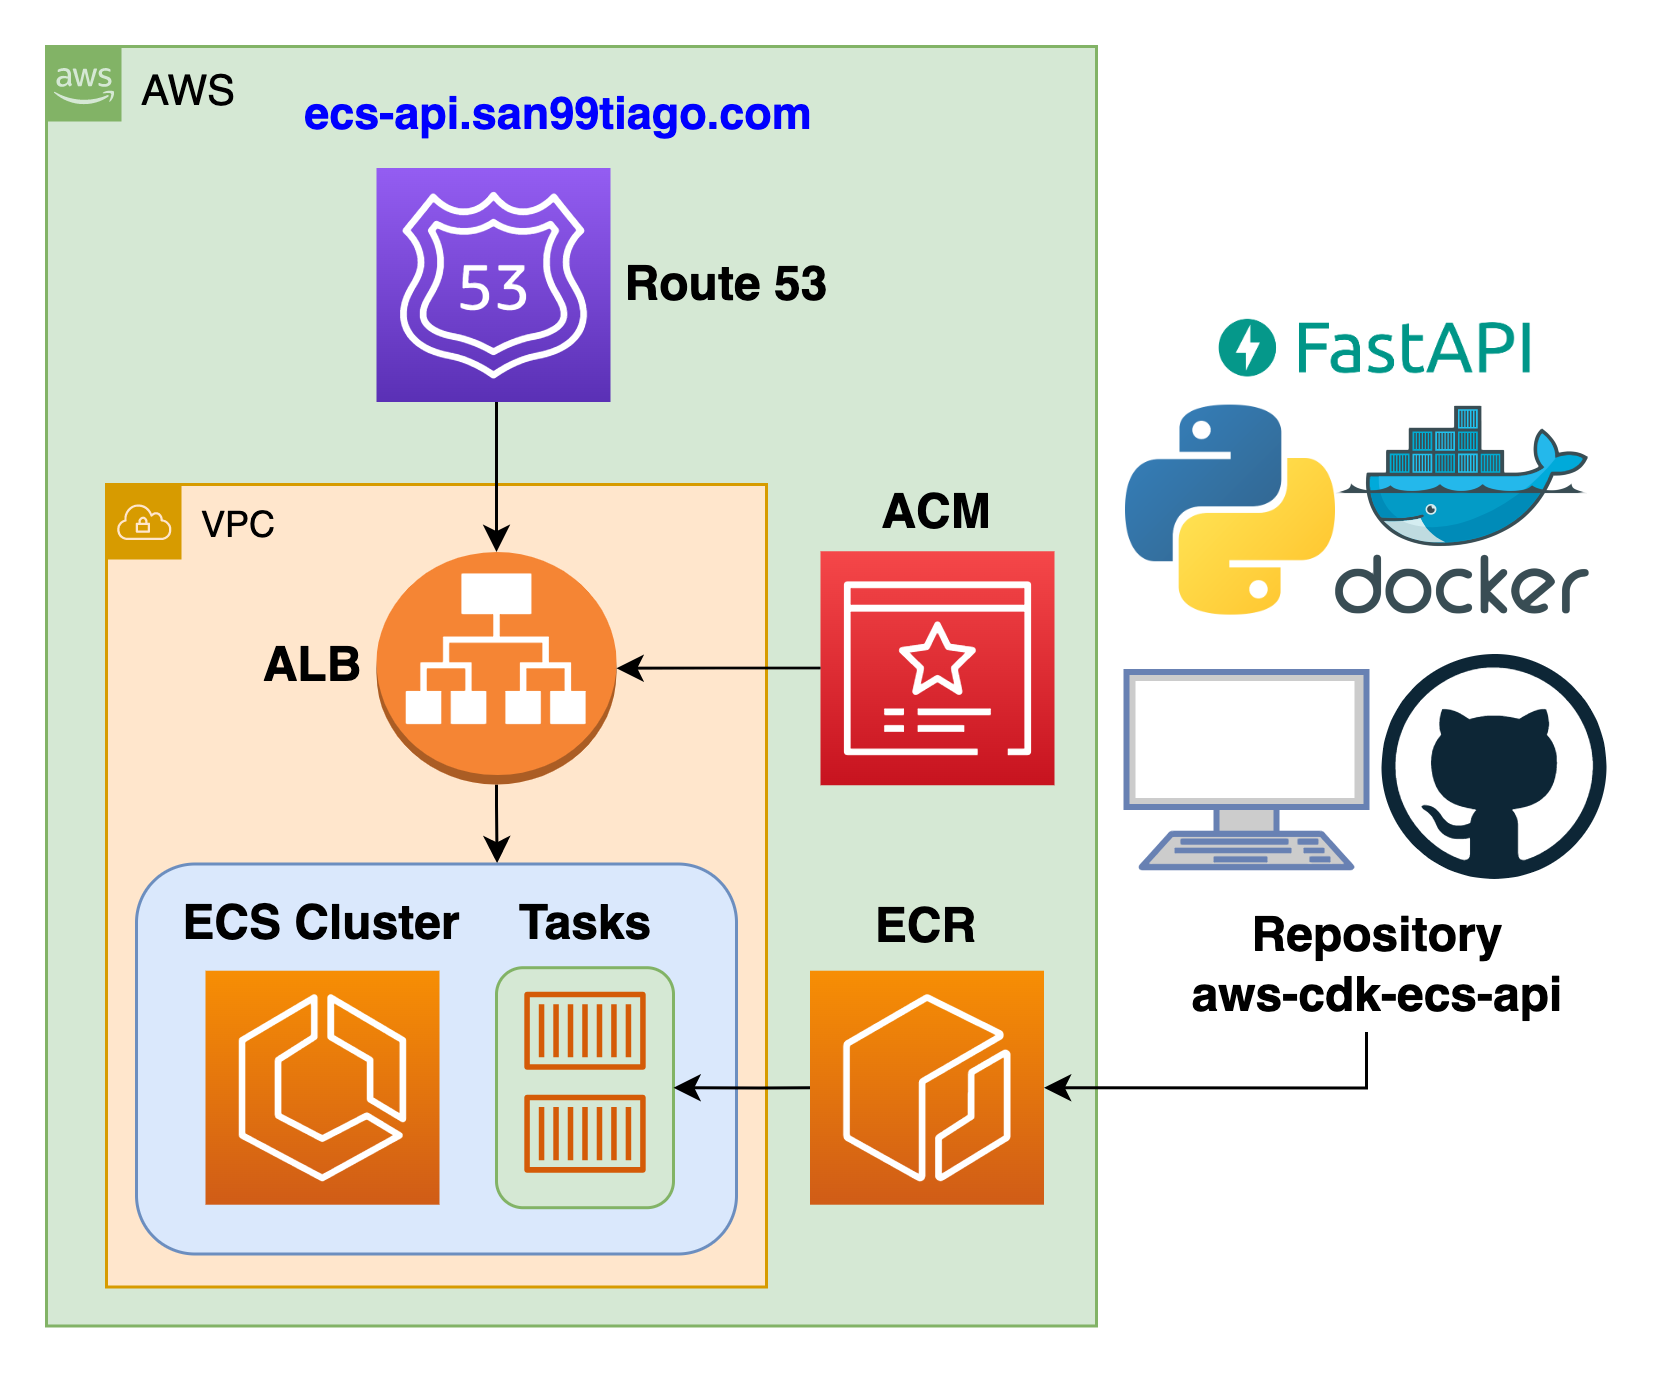 aws
AWS
ecs-api.san99tiago.com
53
Route 53
FastAPI
VPC
ACM
docker
ALB
ECS Cluster
Tasks
ECR
Repository
aws-cdk-ecs-api